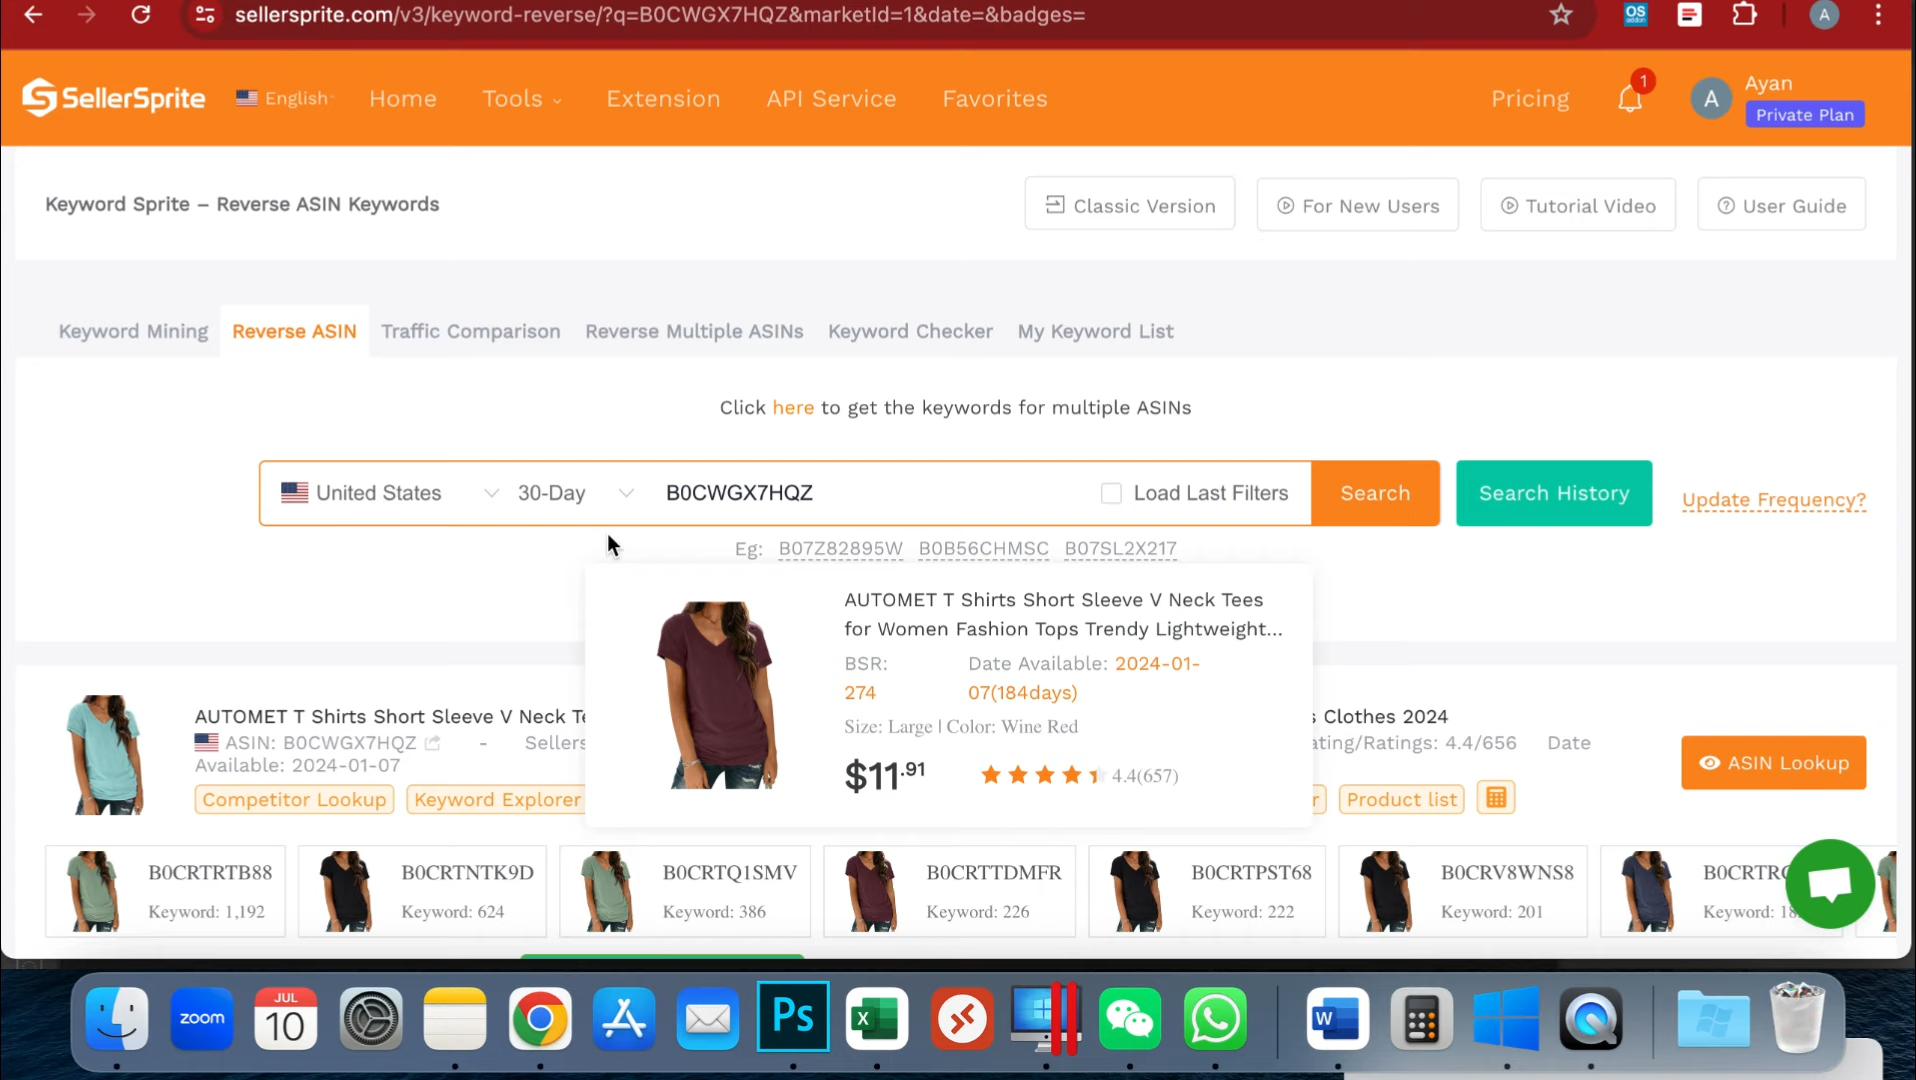 sellersprite.com/v3/keyword-reverse/?q=B0CWGX7HQZ&marketId=1&date=&badges=
OS
addon
A
SellerSprite
English
Home
Tools
Extension
API Service
Favorites
Pricing
1
A
Ayan
Private Plan
Keyword Sprite – Reverse ASIN Keywords
Classic Version
For New Users
Tutorial Video
User Guide
Keyword Mining
Reverse ASIN
Traffic Comparison
Reverse Multiple ASINs
Keyword Checker
My Keyword List
Click here to get the keywords for multiple ASINs
United States
30-Day
B0CWGX7HQZ
Load Last Filters
Search
Search History
Update Frequency?
Eg: B07Z82895W B0B56CHMSC B07SL2X217
AUTOMET T Shirts Short Sleeve V Neck Tees
for Women Fashion Tops Trendy Lightweight...
BSR:
274
Date Available: 2024-01-
07(184days)
Size: Large | Color: Wine Red
$11.91
4.4(657)
AUTOMET T Shirts Short Sleeve V Neck
Clothes 2024
ASIN: B0CWGX7HQZ - Sellers
ating/Ratings: 4.4/656 Date
Available: 2024-01-07
Competitor Lookup
Keyword Explorer
Product list
ASIN Lookup
B0CRTRTB88
Keyword: 1,192
B0CRTNTK9D
Keyword: 624
B0CRTQ1SMV
Keyword: 386
B0CRTTDMFR
Keyword: 226
B0CRTPST68
Keyword: 222
B0CRV8WNS8
Keyword: 201
Keyword:
zoom
JUL
10
Ps
X
W